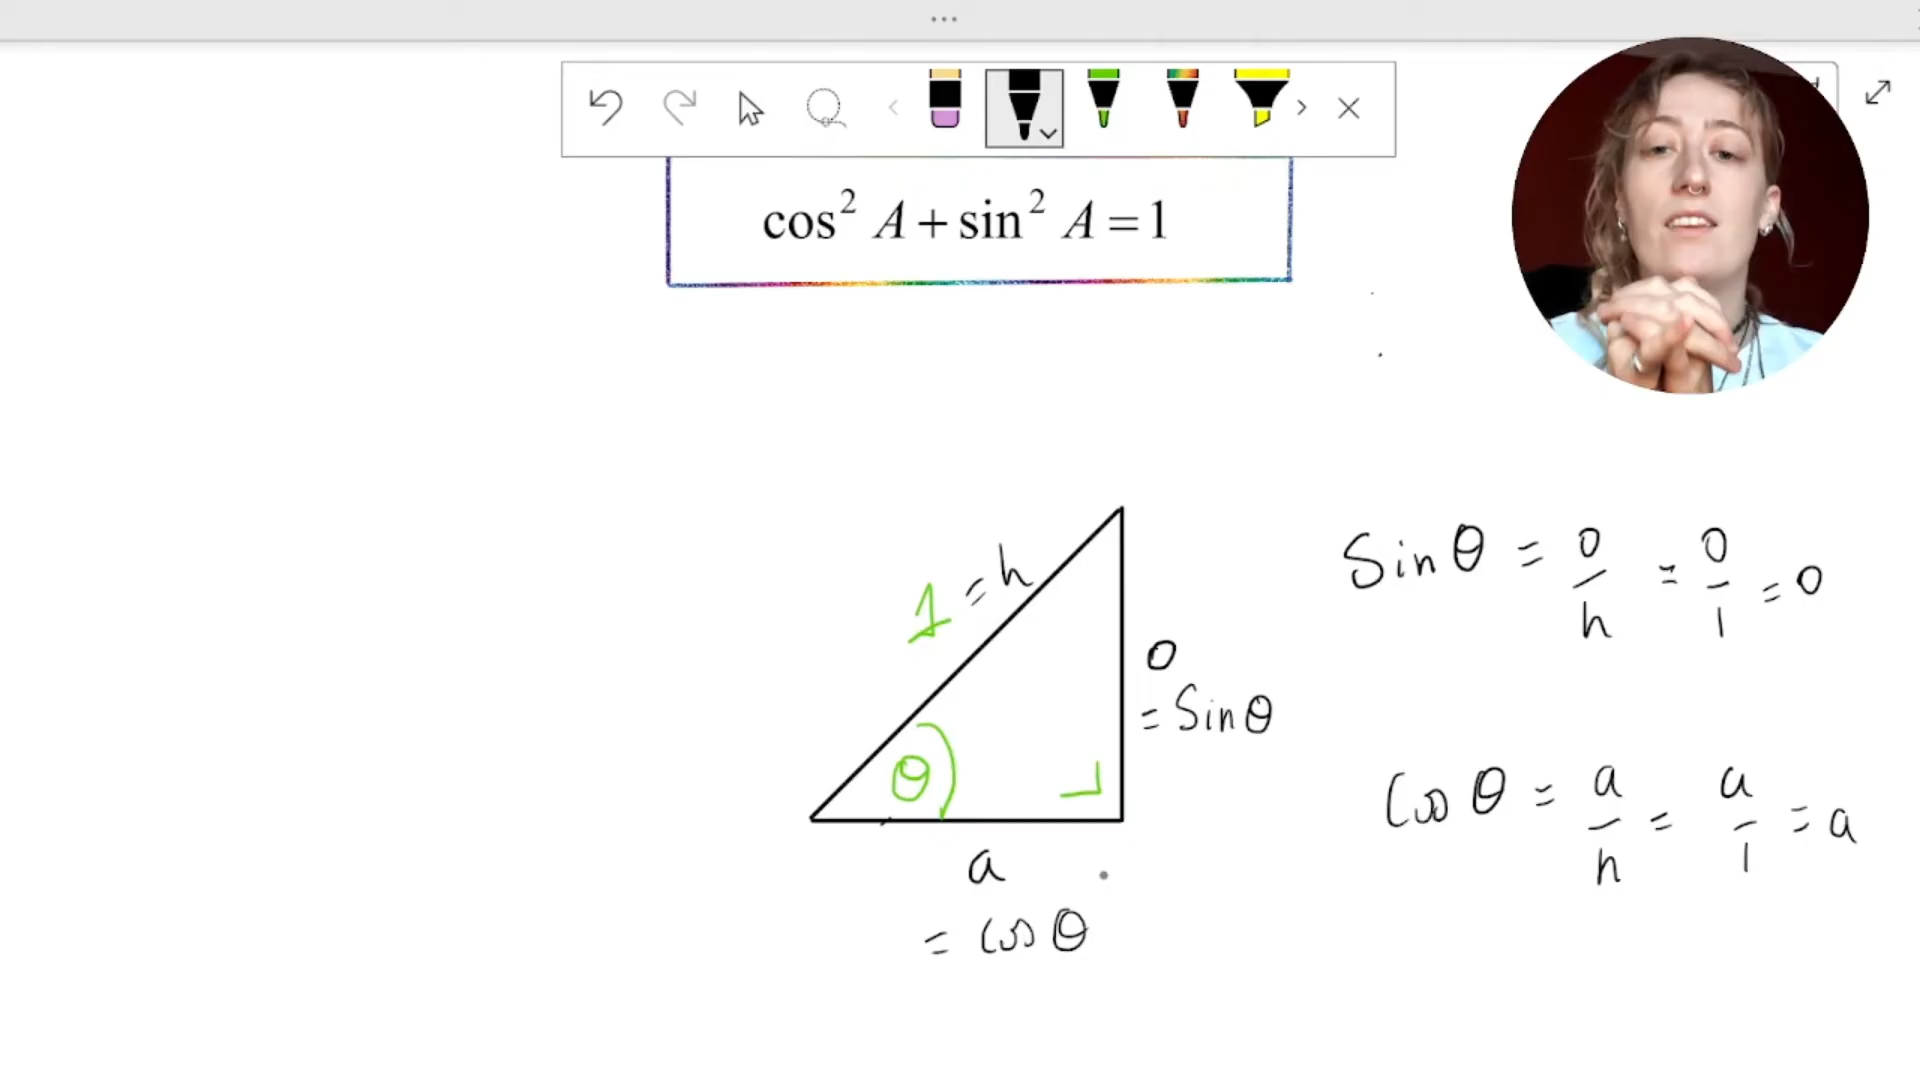 cos² A + sin² A = 1
1 = h
o
= Sin θ
θ
a
= Cos θ
Sin θ = o/h = o/1 = o
Cos θ = a/h = a/1 = a